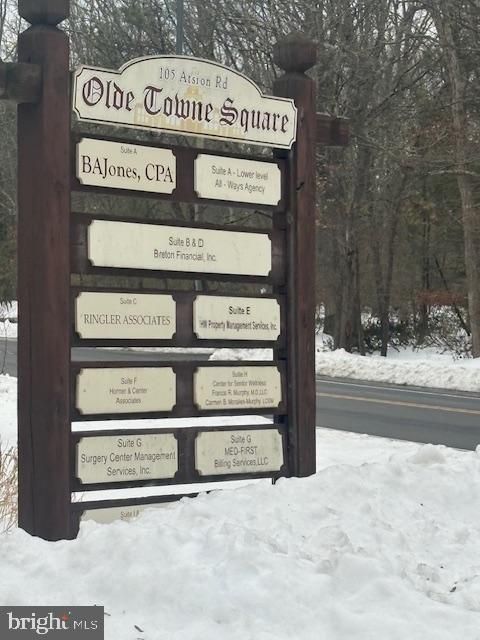 105 Atsion Rd
Olde Towne Square
Suite A
BAJones, CPA
Suite A - Lower level
All - Ways Agency
Suite B & D
Breton Financial, Inc.
Suite C
RINGLER ASSOCIATES
Suite E
HM Property Management Services, Inc.
Suite F
Horner & Center
Associates
Suite H
Center for Senior Wellness
Francis R. Murphy, M.D. LLC
Carmen B. Morales-Murphy, LCSW
Suite G
Surgery Center Management
Services, Inc.
Suite G
MED-FIRST
Billing Services, LLC
bright MLS